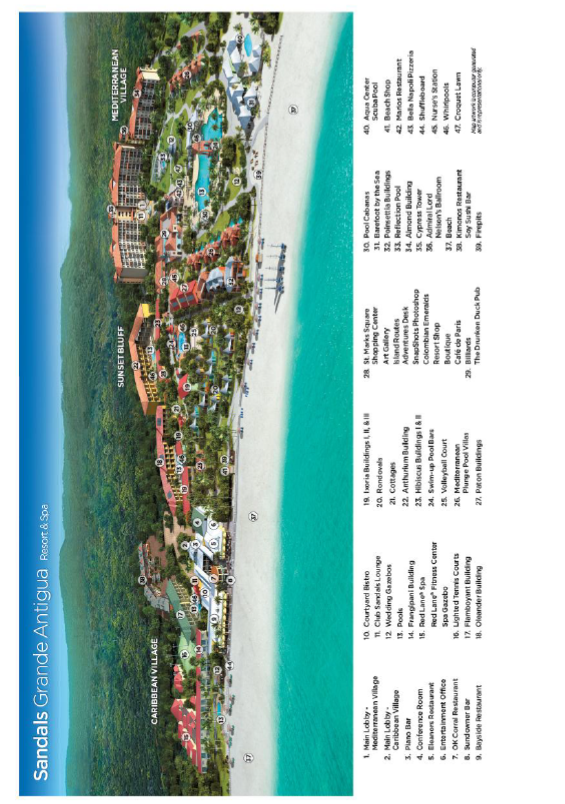 Sandals Grande Antigua Resort & Spa
CARIBBEAN VILLAGE
SUNSET BLUFF
MEDITERRANEAN
VILLAGE
1. Main Lobby -
Mediterranean Village
2. Main Lobby -
Caribbean Village
3. Piano Bar
4. Conference Room
5. Eleanors Restaurant
6. Entertainment Office
7. OK Corral Restaurant
8. Sundowner Bar
9. Bayside Restaurant
10. Courtyard Bistro
11. Club Sandals Lounge
12. Wedding Gazebos
13. Pools
14. Frangipani Building
15. Red Lane® Spa
Red Lane® Fitness Center
Spa Gazebo
16. Lighted Tennis Courts
17. Flamboyant Building
18. Oleander Building
19. Ixoria Buildings I, II, & III
20. Rondovals
21. Cottages
22. Anthurium Building
23. Hibiscus Buildings I & II
24. Swim-up Pool Bars
25. Volleyball Court
26. Mediterranean
Plunge Pool Villas
27. Piton Buildings
28. St. Marks Square
Shopping Center
Art Gallery
Island Routes
Adventures Desk
SnapShots Photoshop
Colombian Emeralds
Resort Shop
Boutique
Café de Paris
29. Billiards
The Drunken Duck Pub
30. Pool Cabanas
31. Barefoot by the Sea
32. Palmettia Buildings
33. Reflection Pool
34. Almond Building
35. Cypress Tower
36. Admiral Lord
Nelson's Ballroom
37. Beach
38. Kimonos Restaurant
Soy Sushi Bar
39. Firepits
40. Aqua Center
Scuba Pool
41. Beach Shop
42. Marios Restaurant
43. Bella Napoli Pizzeria
44. Shuffleboard
45. Nurse's Station
46. Whirlpools
47. Croquet Lawn